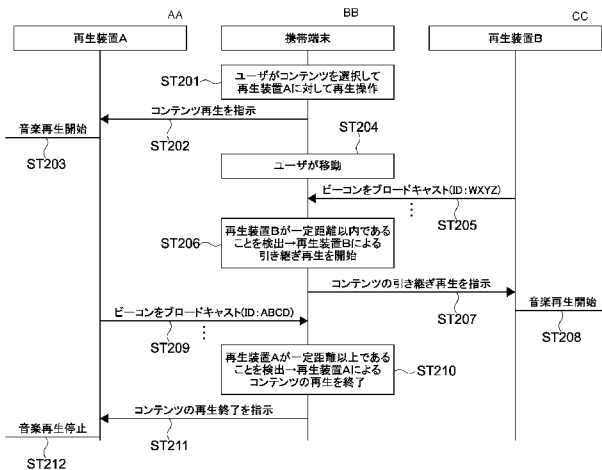 AA
BB
CC
再生装置A
携帯端末
再生装置B
ST201
ユーザがコンテンツを選択して
再生装置Aに対して再生操作
コンテンツ再生を指示
ST202
ST204
音楽再生開始
ST203
ユーザが移動
ビーコンをブロードキャスト(ID:WXYZ)
ST205
ST206
再生装置Bが一定距離以内である
ことを検出→再生装置Bによる
引き継ぎ再生を開始
コンテンツの引き継ぎ再生を指示
ST207
音楽再生開始
ST208
ビーコンをブロードキャスト(ID:ABCD)
ST209
再生装置Aが一定距離以上である
ことを検出→再生装置Aによる
コンテンツの再生を終了
ST210
コンテンツの再生終了を指示
ST211
音楽再生停止
ST212